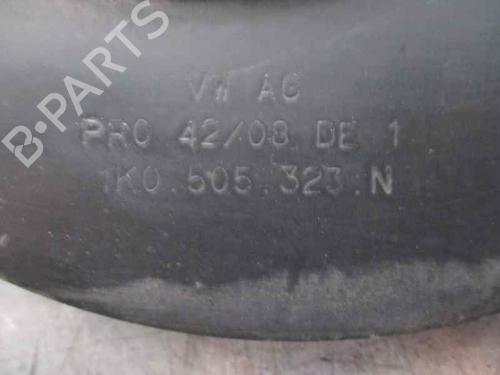 VW AG
PRO 42/08 DE 1
1K0.505.323.N
B-PARTS